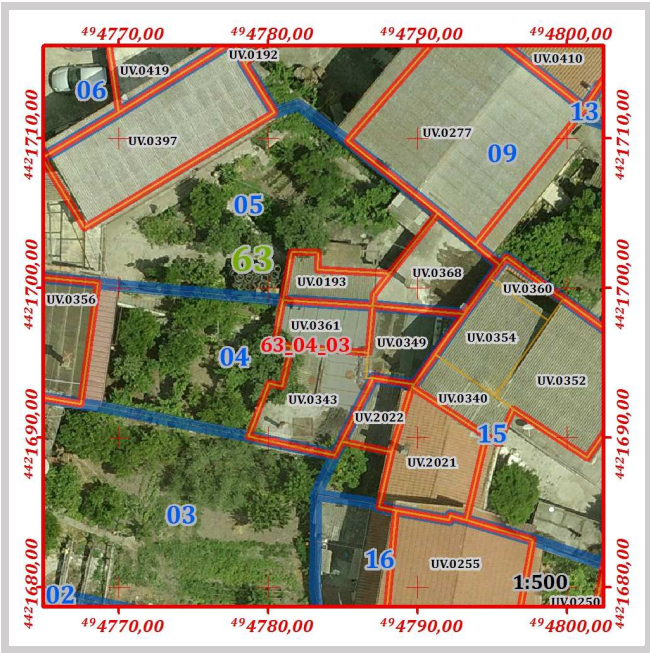 ⁴⁹4770,00 ⁴⁹4780,00 ⁴⁹4790,00 ⁴⁹4800,00
UV.0192
UV.0410
UV.0419
06
13
⁴⁴²1710,00
⁴⁴²1710,00
UV.0397
UV.0277
09
05
63
UV.0368
UV.0193
UV.0360
⁴⁴²1700,00
⁴⁴²1700,00
UV.0356
UV.0361
UV.0354
63_04_03
UV.0349
04
UV.0352
UV.0343
UV.0340
UV.2022
15
⁴⁴²1690,00
⁴⁴²1690,00
UV.2021
03
16
UV.0255
1:500
⁴⁴²1680,00
⁴⁴²1680,00
02
UV.0250
⁴⁹4770,00 ⁴⁹4780,00 ⁴⁹4790,00 ⁴⁹4800,00